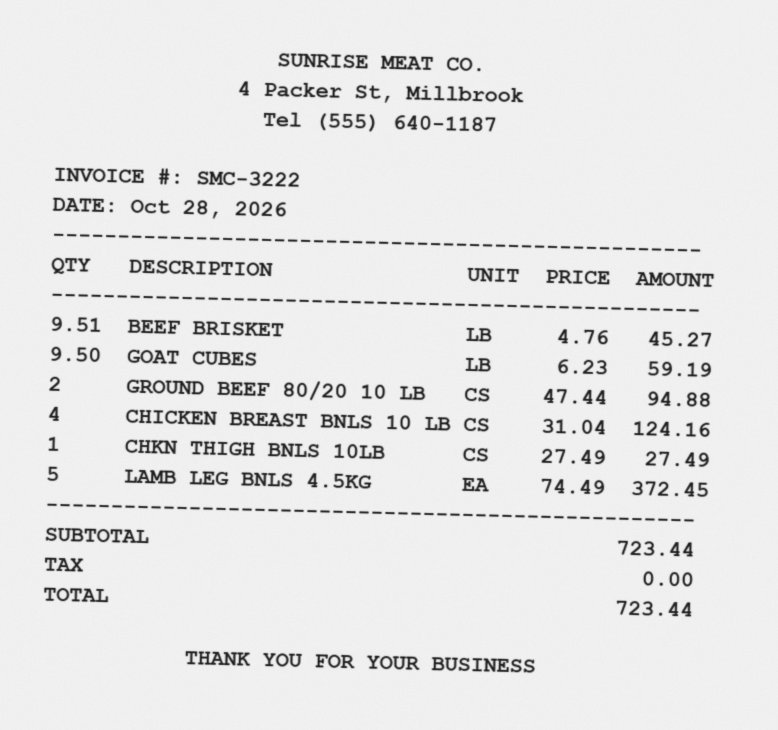 SUNRISE MEAT CO.
4 Packer St, Millbrook
Tel (555) 640-1187
INVOICE #: SMC-3222
DATE: Oct 28, 2026
--------------------------------------------------
QTY DESCRIPTION UNIT PRICE AMOUNT
--------------------------------------------------
9.51 BEEF BRISKET LB 4.76 45.27
9.50 GOAT CUBES LB 6.23 59.19
2 GROUND BEEF 80/20 10 LB CS 47.44 94.88
4 CHICKEN BREAST BNLS 10 LB CS 31.04 124.16
1 CHKN THIGH BNLS 10LB CS 27.49 27.49
5 LAMB LEG BNLS 4.5KG EA 74.49 372.45
--------------------------------------------------
SUBTOTAL 723.44
TAX 0.00
TOTAL 723.44
THANK YOU FOR YOUR BUSINESS